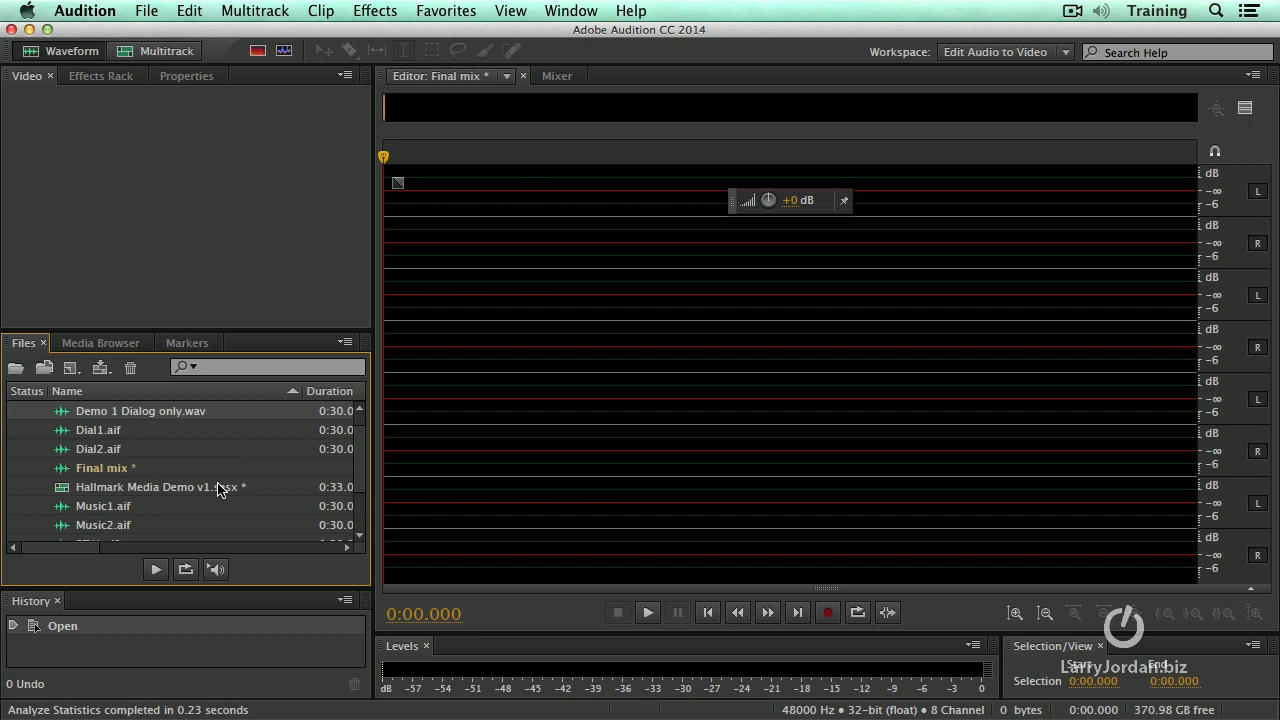 Audition File Edit Multitrack Clip Effects Favorites View Window Help Training
Adobe Audition CC 2014
Waveform Multitrack Workspace: Edit Audio to Video Search Help
Video Effects Rack Properties
Editor: Final mix * Mixer
+0 dB
dB
-∞
-6
L
dB
-∞
-6
R
dB
-∞
-6
L
dB
-∞
-6
R
dB
-∞
-6
L
dB
-∞
-6
R
dB
-∞
-6
L
dB
-∞
-6
R
Files Media Browser Markers
Status Name Duration
Demo 1 Dialog only.wav 0:30.0
Dial1.aif 0:30.0
Dial2.aif 0:30.0
Final mix *
Hallmark Media Demo v1.sesx * 0:33.0
Music1.aif 0:30.0
Music2.aif 0:30.0
History
Open
0 Undo
0:00.000
Levels
dB -57 -54 -51 -48 -45 -42 -39 -36 -33 -30 -27 -24 -21 -18 -15 -12 -9 -6 -3 0
Selection/View
LarryJordan.biz
Start End
Selection 0:00.000 0:00.000
Analyze Statistics completed in 0.23 seconds
48000 Hz ● 32-bit (float) ● 8 Channel 0 bytes 0:00.000 370.98 GB free